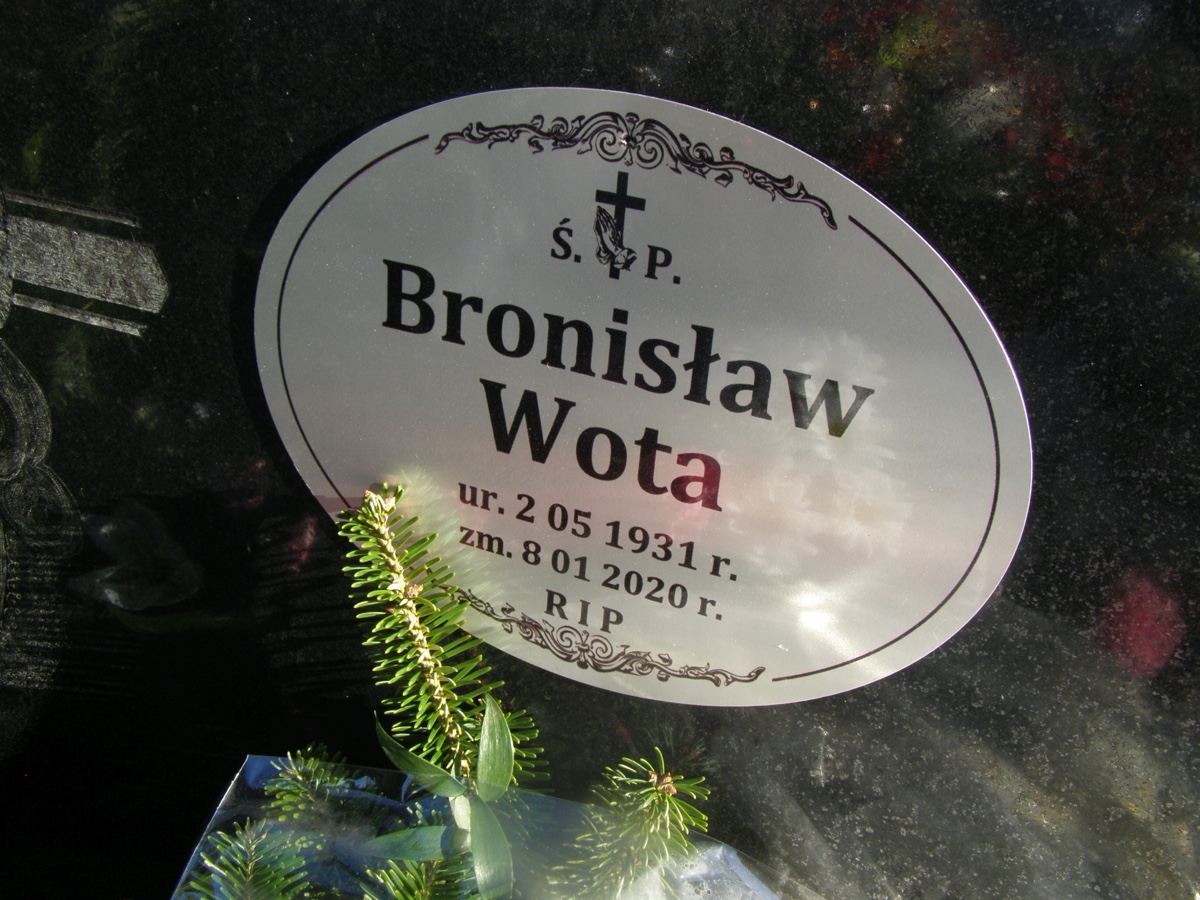 Ś. P.
Bronisław
Wota
ur. 2 05 1931 r.
zm. 8 01 2020 r.
RIP